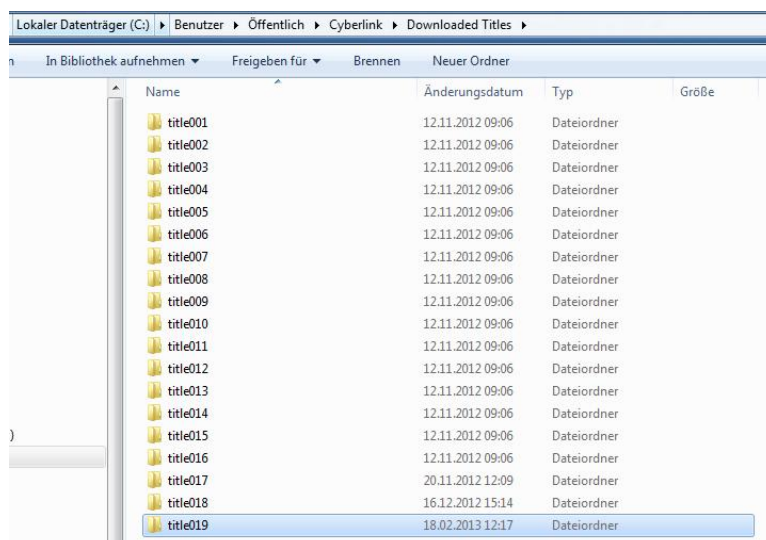 Lokaler Datenträger (C:) ▸ Benutzer ▸ Öffentlich ▸ Cyberlink ▸ Downloaded Titles ▸
n In Bibliothek aufnehmen ▼ Freigeben für ▼ Brennen Neuer Ordner
Name Änderungsdatum Typ Größe
title001 12.11.2012 09:06 Dateiordner
title002 12.11.2012 09:06 Dateiordner
title003 12.11.2012 09:06 Dateiordner
title004 12.11.2012 09:06 Dateiordner
title005 12.11.2012 09:06 Dateiordner
title006 12.11.2012 09:06 Dateiordner
title007 12.11.2012 09:06 Dateiordner
title008 12.11.2012 09:06 Dateiordner
title009 12.11.2012 09:06 Dateiordner
title010 12.11.2012 09:06 Dateiordner
title011 12.11.2012 09:06 Dateiordner
title012 12.11.2012 09:06 Dateiordner
title013 12.11.2012 09:06 Dateiordner
title014 12.11.2012 09:06 Dateiordner
) title015 12.11.2012 09:06 Dateiordner
title016 12.11.2012 09:06 Dateiordner
title017 20.11.2012 12:09 Dateiordner
title018 16.12.2012 15:14 Dateiordner
title019 18.02.2013 12:17 Dateiordner